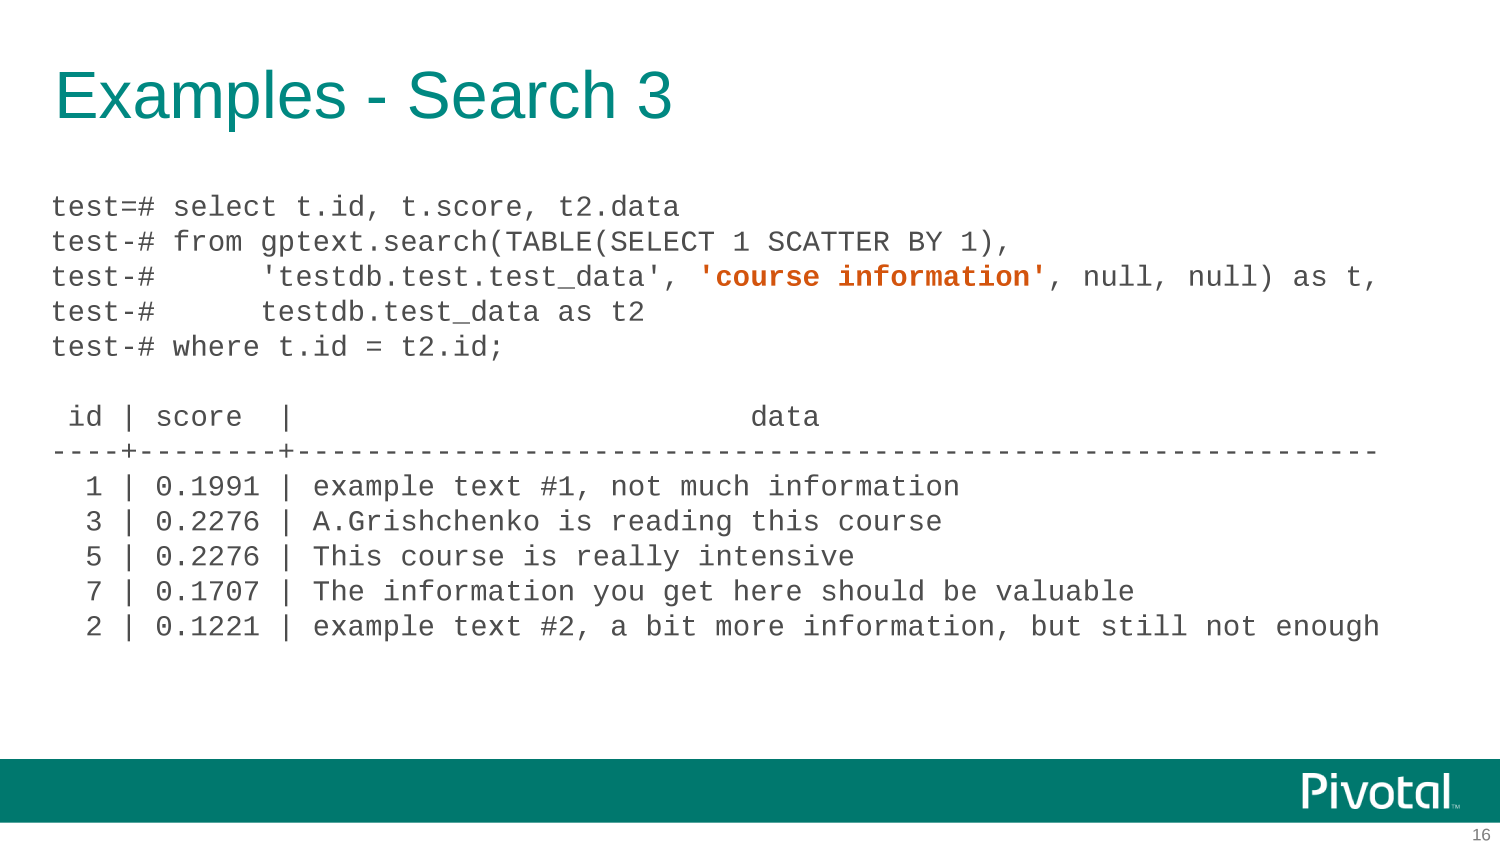 Examples - Search 3
test=# select t.id, t.score, t2.data
test-# from gptext.search(TABLE(SELECT 1 SCATTER BY 1),
test-#      'testdb.test.test_data', 'course information', null, null) as t,
test-#      testdb.test_data as t2
test-# where t.id = t2.id;
 id | score  |                          data
----+--------+--------------------------------------------------------------
  1 | 0.1991 | example text #1, not much information
  3 | 0.2276 | A.Grishchenko is reading this course
  5 | 0.2276 | This course is really intensive
  7 | 0.1707 | The information you get here should be valuable
  2 | 0.1221 | example text #2, a bit more information, but still not enough
Pivotal™
16